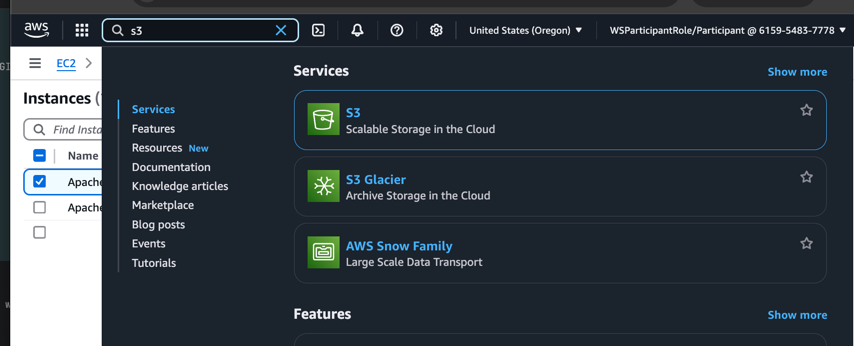 aws
s3
United States (Oregon)
WSParticipantRole/Participant @ 6159-5483-7778
EC2
Instances (
Find Insta
Name
Apache
Apache
Services
Features
Resources New
Documentation
Knowledge articles
Marketplace
Blog posts
Events
Tutorials
Services
Show more
S3
Scalable Storage in the Cloud
S3 Glacier
Archive Storage in the Cloud
AWS Snow Family
Large Scale Data Transport
Features
Show more